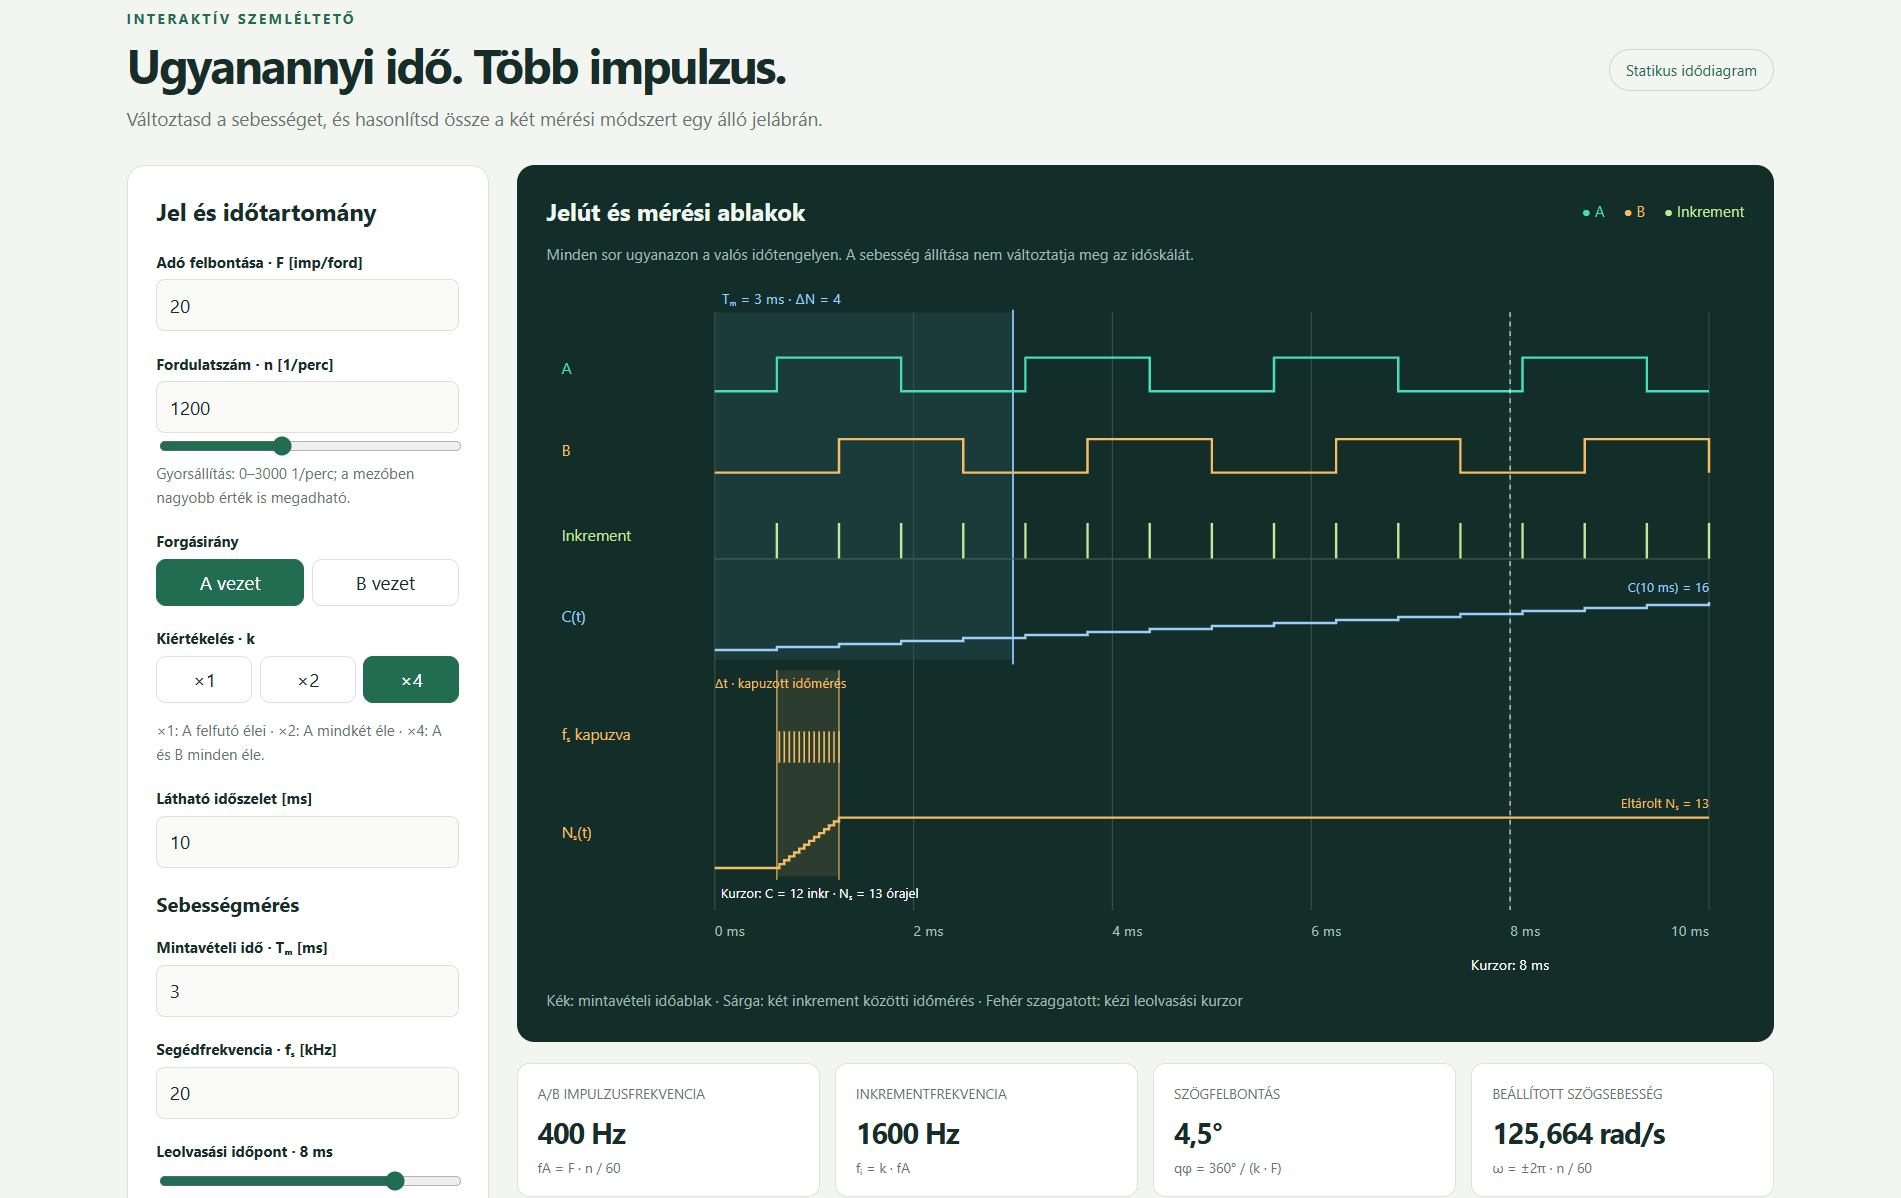 INTERAKTÍV SZEMLÉLTETŐ
Ugyanannyi idő. Több impulzus.
Változtasd a sebességet, és hasonlítsd össze a két mérési módszert egy álló jelábrán.
Statikus idődiagram
Jel és időtartomány
Adó felbontása · F [imp/ford]
20
Fordulatszám · n [1/perc]
1200
Gyorsállítás: 0–3000 1/perc; a mezőben
nagyobb érték is megadható.
Forgásirány
A vezet
B vezet
Kiértékelés · k
×1
×2
×4
×1: A felfutó élei · ×2: A mindkét éle · ×4: A
és B minden éle.
Látható időszelet [ms]
10
Sebességmérés
Mintavételi idő · Tₘ [ms]
3
Segédfrekvencia · fₛ [kHz]
20
Leolvasási időpont · 8 ms
Jelút és mérési ablakok
A
B
Inkrement
Minden sor ugyanazon a valós időtengelyen. A sebesség állítása nem változtatja meg az időskálát.
Tₘ = 3 ms · ΔN = 4
A
B
Inkrement
C(10 ms) = 16
C(t)
Δt · kapuzott időmérés
fₛ kapuzva
Eltárolt Nₛ = 13
Nₛ(t)
Kurzor: C = 12 inkr · Nₛ = 13 órajel
0 ms
2 ms
4 ms
6 ms
8 ms
10 ms
Kurzor: 8 ms
Kék: mintavételi időablak · Sárga: két inkrement közötti időmérés · Fehér szaggatott: kézi leolvasási kurzor
A/B IMPULZUSFREKVENCIA
400 Hz
fA = F · n / 60
INKREMENTFREKVENCIA
1600 Hz
fᵢ = k · fA
SZÖGFELBONTÁS
4,5°
qφ = 360° / (k · F)
BEÁLLÍTOTT SZÖGSEBESSÉG
125,664 rad/s
ω = ±2π · n / 60